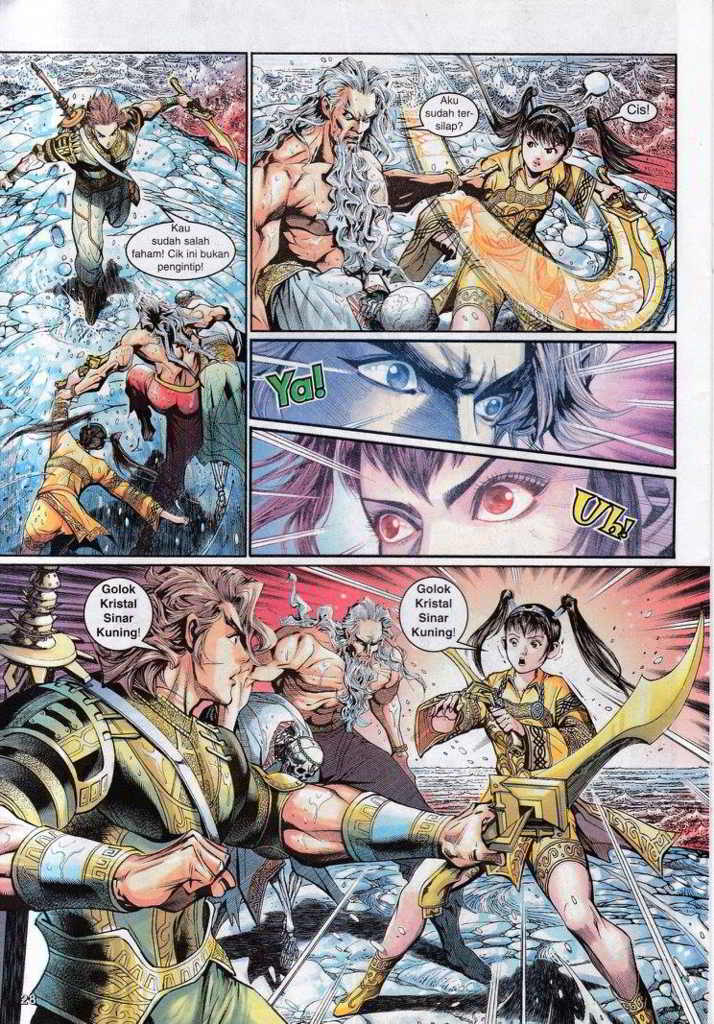 Kau
sudah salah
faham! Cik ini bukan
pengintip!
Aku
sudah ter-
silap?
Cis!
Ya!
Uh!
Golok
Kristal
Sinar
Kuning!
Golok
Kristal
Sinar
Kuning!
28